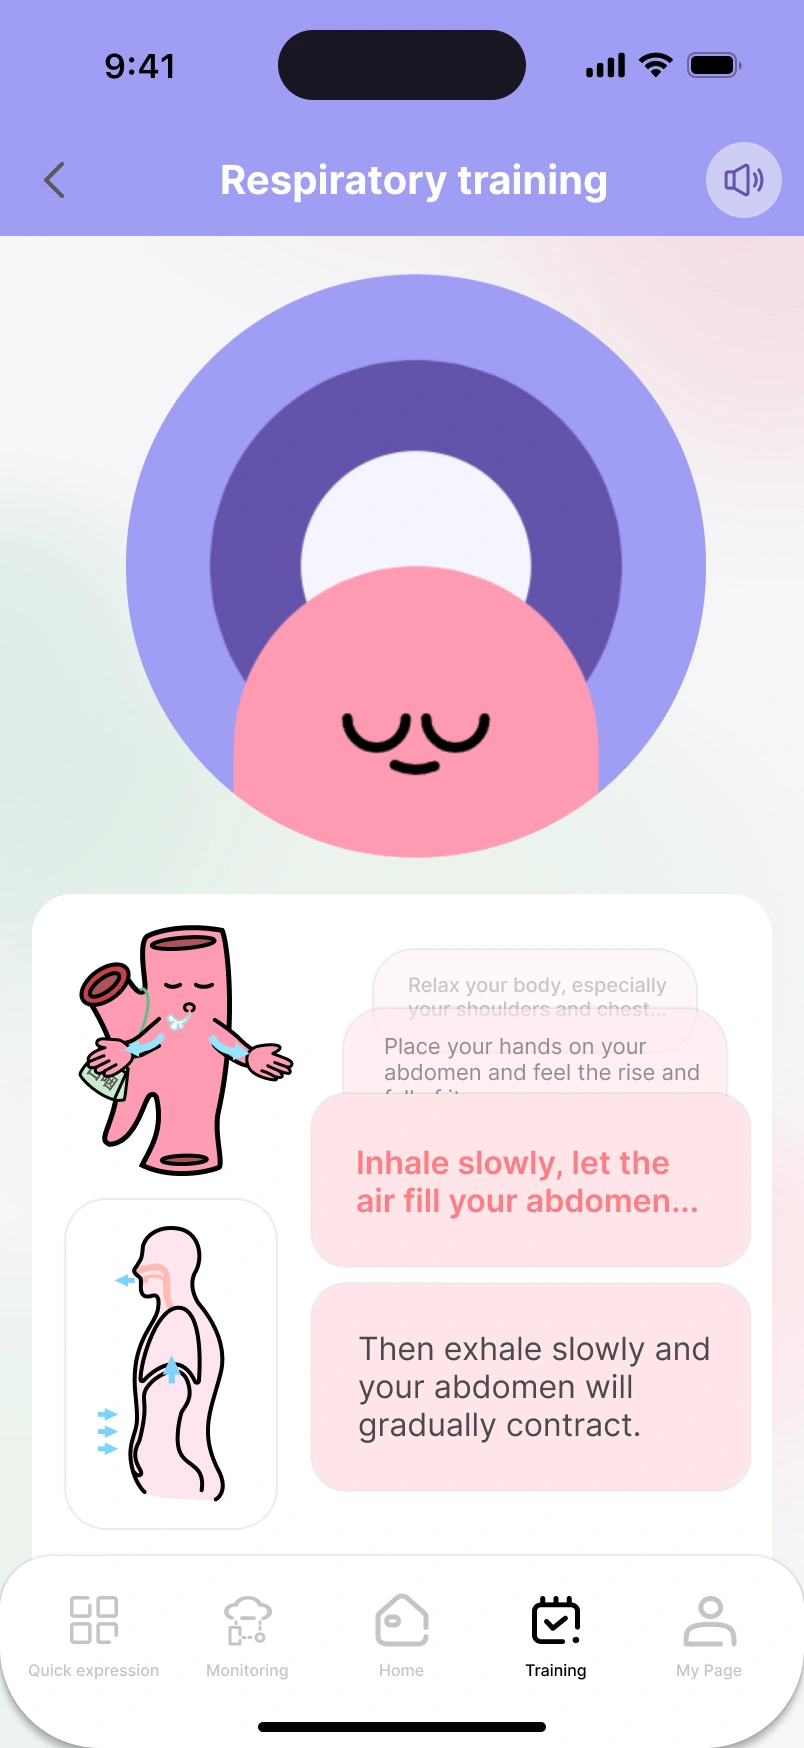 9:41
Respiratory training
Relax your body, especially
your shoulders and chest...
Place your hands on your
abdomen and feel the rise and
Inhale slowly, let the
air fill your abdomen...
Then exhale slowly and
your abdomen will
gradually contract.
Quick expression
Monitoring
Home
Training
My Page